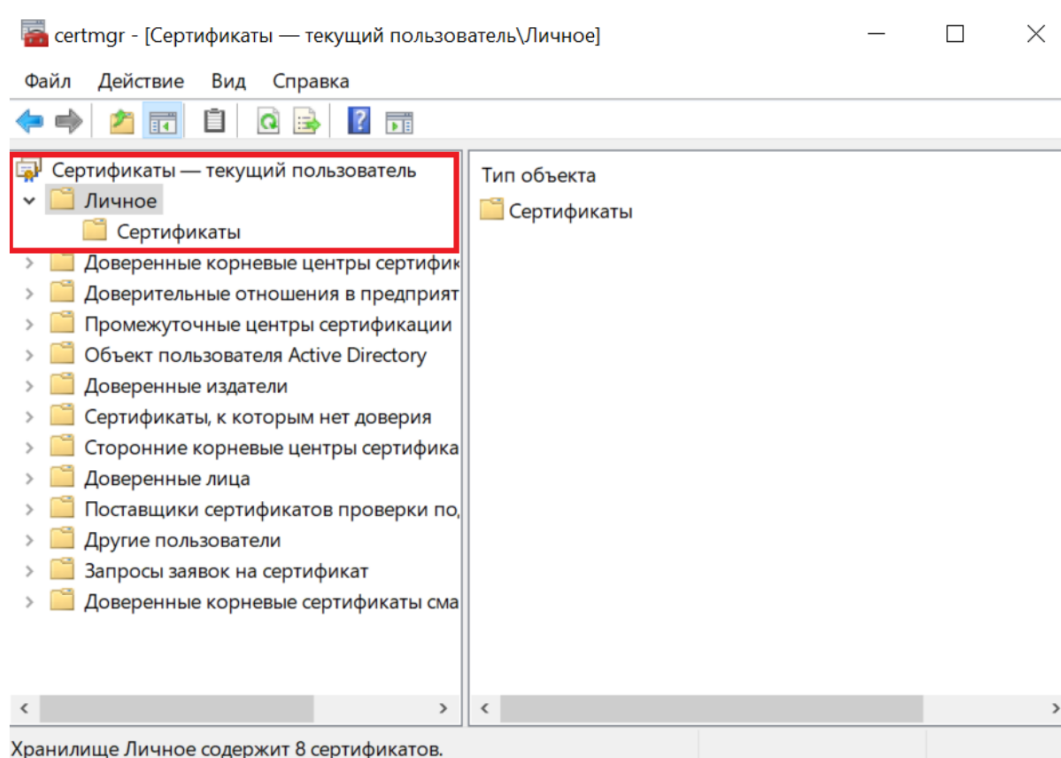 certmgr - [Сертификаты — текущий пользователь\Личное]
Файл Действие Вид Справка
Сертификаты — текущий пользователь
Личное
Сертификаты
Доверенные корневые центры сертифик
Доверительные отношения в предприят
Промежуточные центры сертификации
Объект пользователя Active Directory
Доверенные издатели
Сертификаты, к которым нет доверия
Сторонние корневые центры сертифика
Доверенные лица
Поставщики сертификатов проверки по,
Другие пользователи
Запросы заявок на сертификат
Доверенные корневые сертификаты сма
Тип объекта
Сертификаты
Хранилище Личное содержит 8 сертификатов.